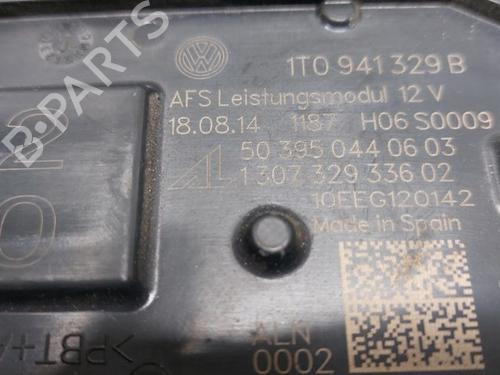 1T0 941 329 B
AFS Leistungsmodul 12 V
18.08.14 1187 H06 S0009
50 395 044 06 03
1 307 329 336 02
10EEG120142
Made in Spain
ALN
0002
>PBT+